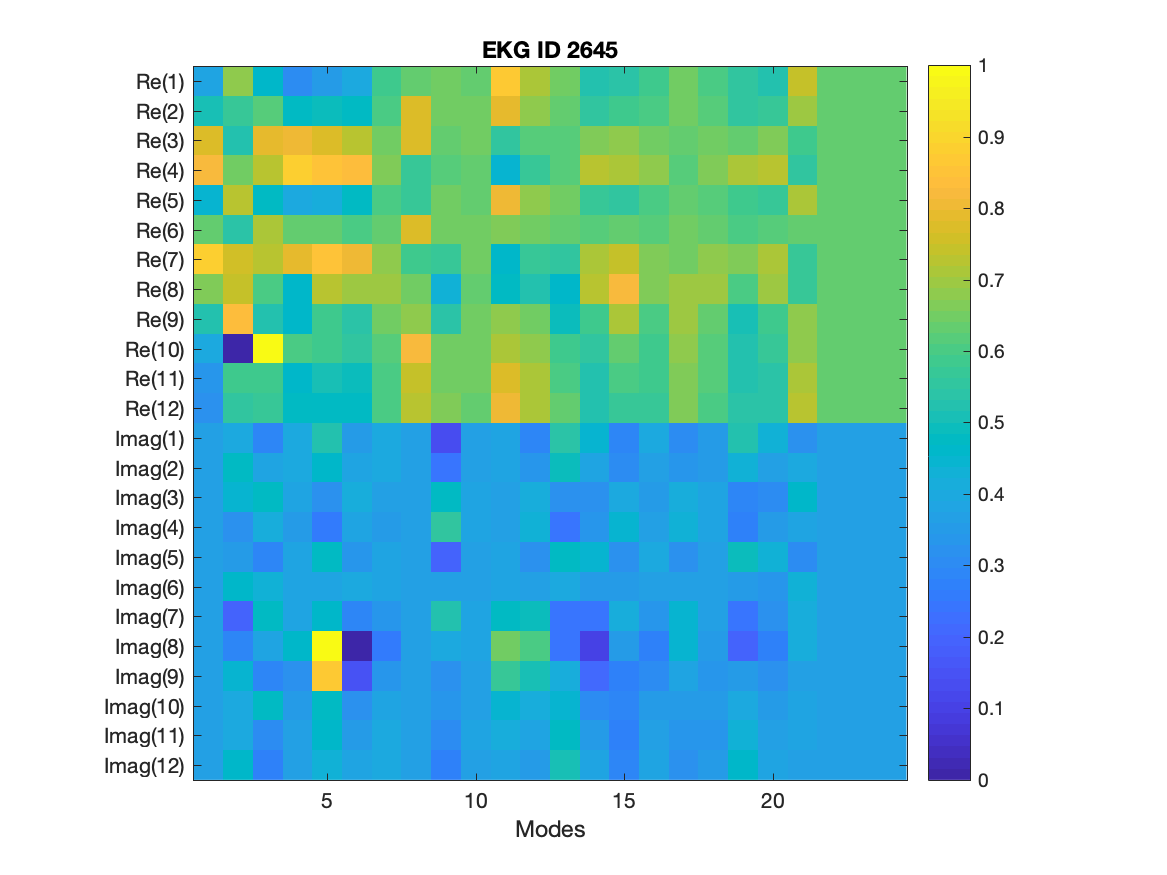 EKG ID 2645
Re(1)
Re(2)
Re(3)
Re(4)
Re(5)
Re(6)
Re(7)
Re(8)
Re(9)
Re(10)
Re(11)
Re(12)
Imag(1)
Imag(2)
Imag(3)
Imag(4)
Imag(5)
Imag(6)
Imag(7)
Imag(8)
Imag(9)
Imag(10)
Imag(11)
Imag(12)
5 10 15 20
Modes
1
0.9
0.8
0.7
0.6
0.5
0.4
0.3
0.2
0.1
0